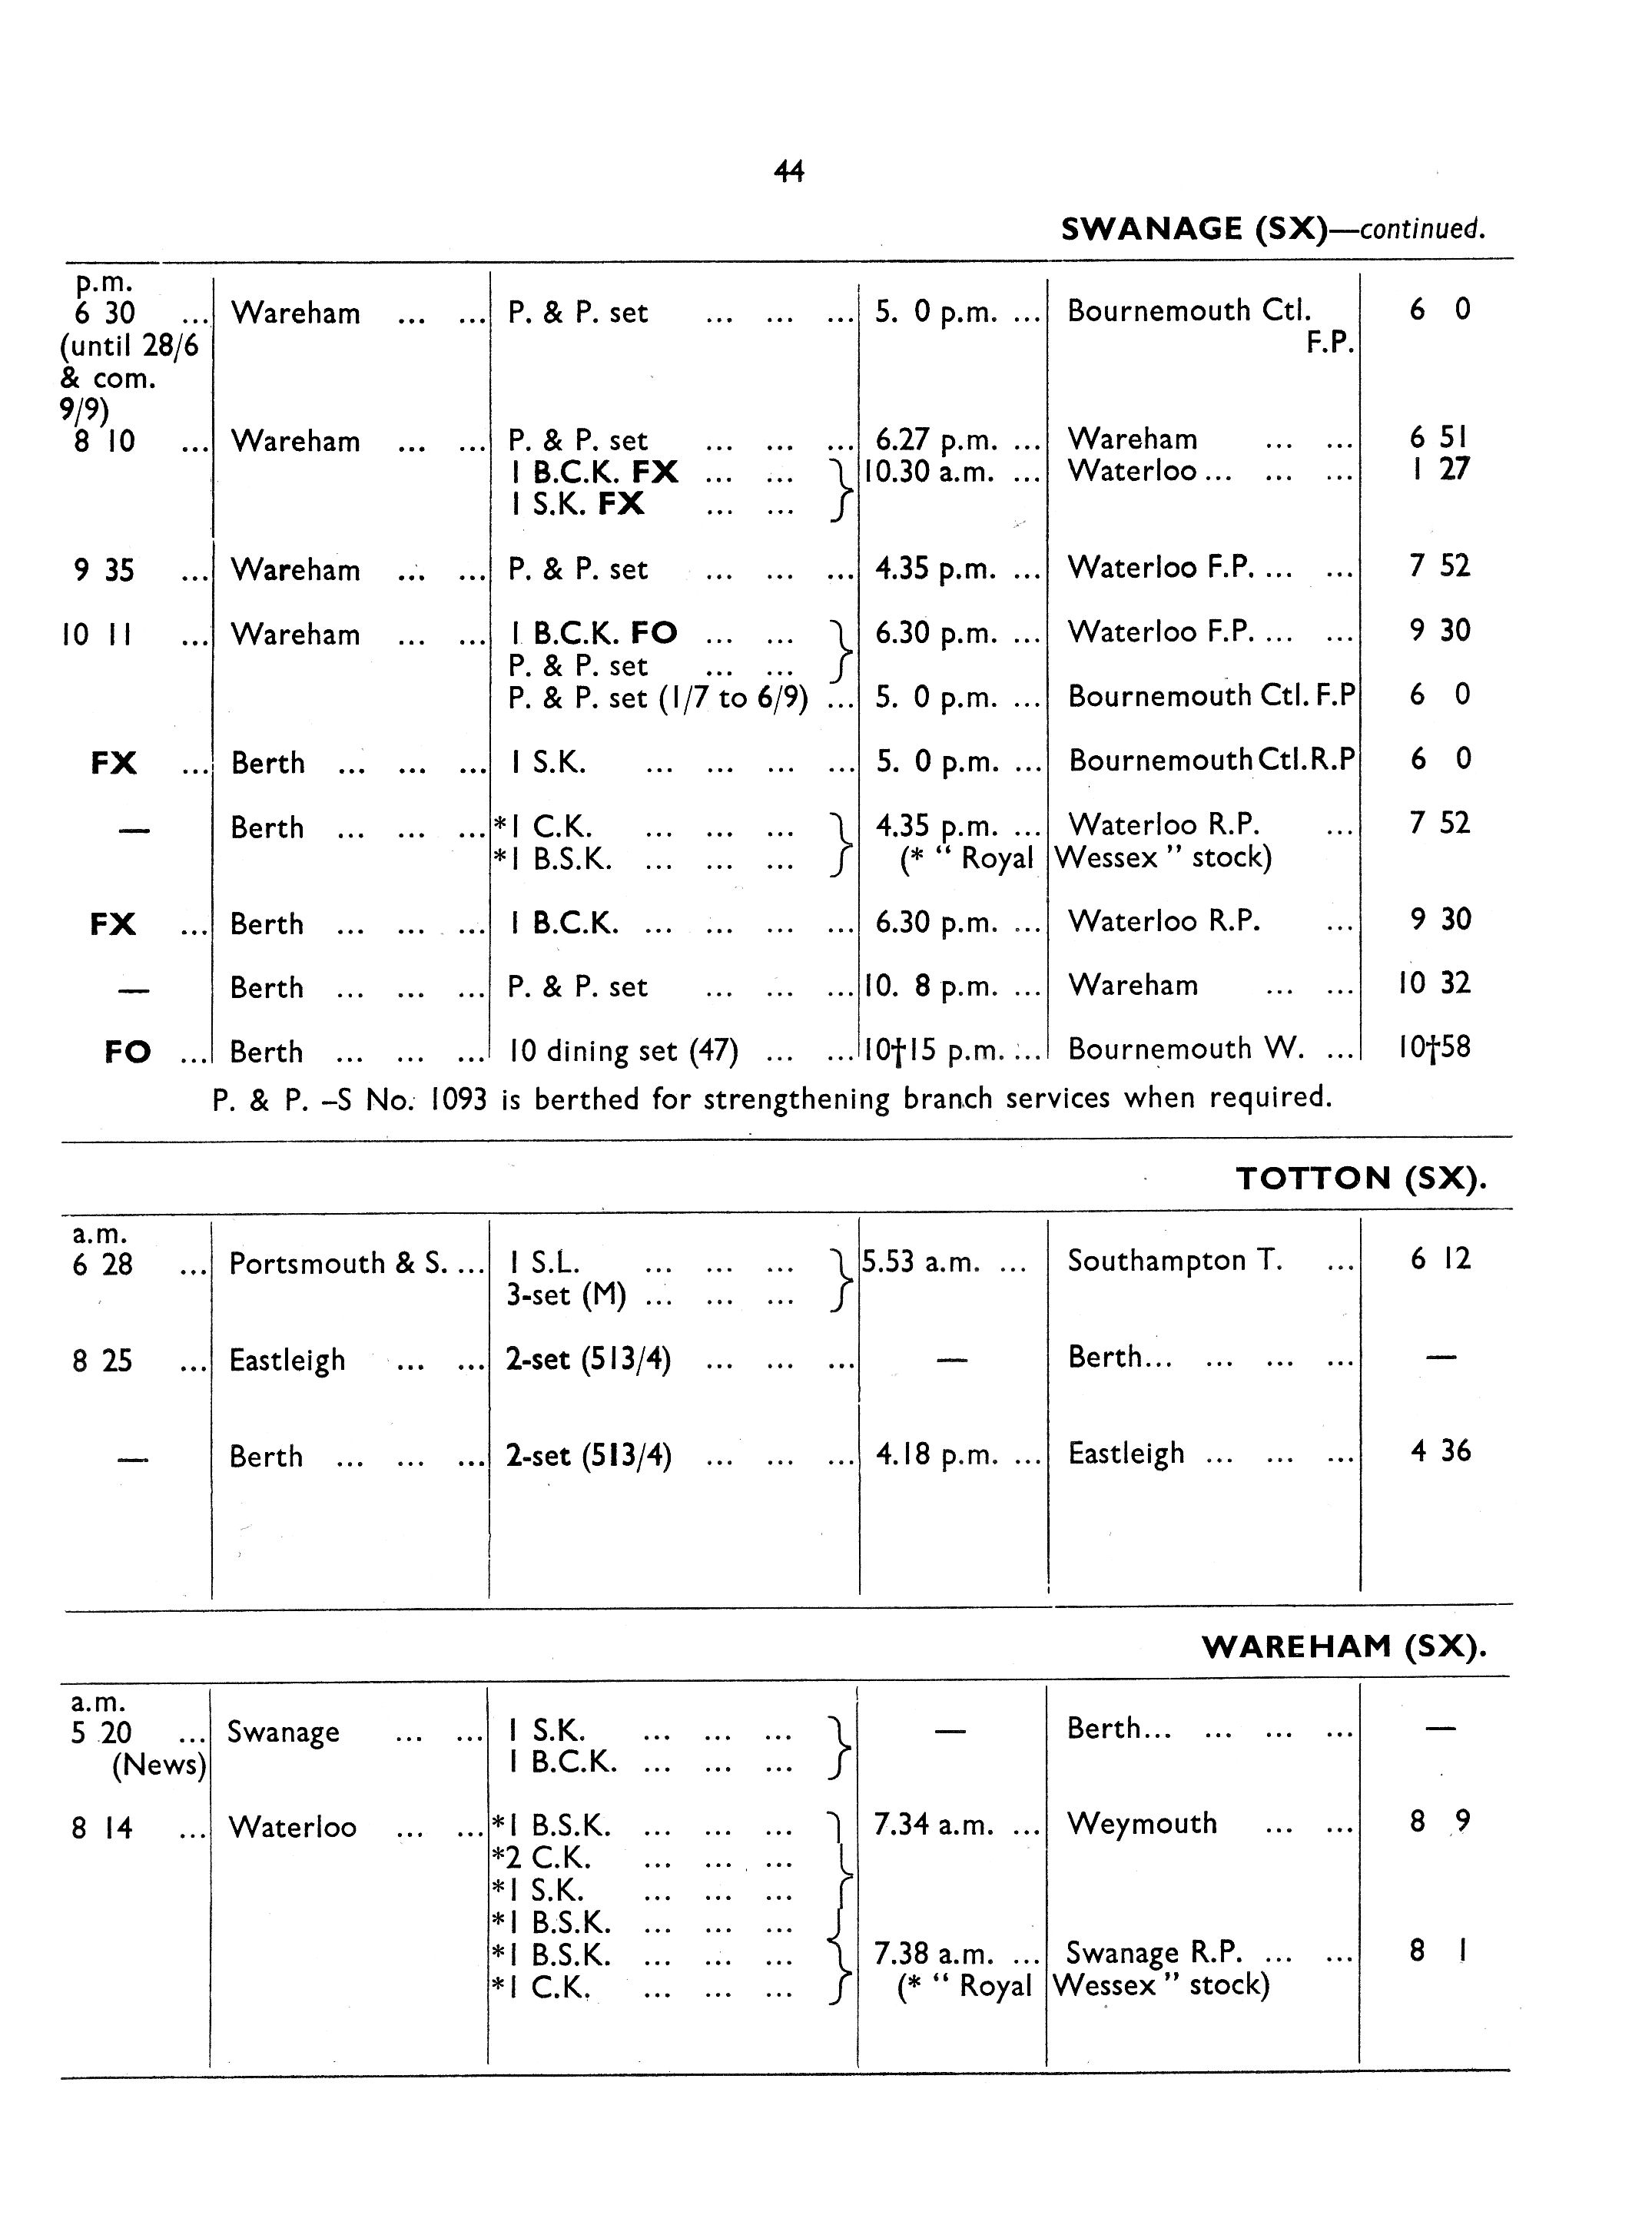 44
SWANAGE (SX)—continued.
p.m.
6 30 ... Wareham ... ... P. & P. set ... ... ... 5. 0 p.m. ... Bournemouth Ctl. 6 0
(until 28/6 F.P.
& com.
9/9)
8 10 ... Wareham ... ... P. & P. set ... ... ... 6.27 p.m. ... Wareham ... ... 6 51
1 B.C.K. FX ... ... } 10.30 a.m. ... Waterloo ... ... ... 1 27
1 S.K. FX ... ...
9 35 ... Wareham ... ... P. & P. set ... ... ... 4.35 p.m. ... Waterloo F.P. ... ... 7 52
10 11 ... Wareham ... ... 1 B.C.K. FO ... ... } 6.30 p.m. ... Waterloo F.P. ... ... 9 30
P. & P. set ... ...
P. & P. set (1/7 to 6/9) ... 5. 0 p.m. ... Bournemouth Ctl. F.P 6 0
FX ... Berth ... ... ... 1 S.K. ... ... ... ... 5. 0 p.m. ... Bournemouth Ctl.R.P 6 0
— Berth ... ... ... *1 C.K. ... ... ... } 4.35 p.m. ... Waterloo R.P. ... 7 52
*1 B.S.K. ... ... ... (* “ Royal Wessex ” stock)
FX ... Berth ... ... ... 1 B.C.K. ... ... ... ... 6.30 p.m. ... Waterloo R.P. ... 9 30
— Berth ... ... ... P. & P. set ... ... ... 10. 8 p.m. ... Wareham ... ... 10 32
FO ... Berth ... ... ... 10 dining set (47) ... ... 10†15 p.m. ... Bournemouth W. ... 10†58
P. & P. –S No. 1093 is berthed for strengthening branch services when required.
TOTTON (SX).
a.m.
6 28 ... Portsmouth & S. ... 1 S.L. ... ... ... } 5.53 a.m. ... Southampton T. ... 6 12
3-set (M) ... ... ...
8 25 ... Eastleigh ... ... 2-set (513/4) ... ... ... — Berth... ... ... ... —
— Berth ... ... ... 2-set (513/4) ... ... ... 4.18 p.m. ... Eastleigh ... ... ... 4 36
WAREHAM (SX).
a.m.
5 20 ... Swanage ... ... 1 S.K. ... ... ... } — Berth... ... ... ... —
(News) 1 B.C.K. ... ... ...
8 14 ... Waterloo ... ... *1 B.S.K. ... ... ... } 7.34 a.m. ... Weymouth ... ... 8 9
*2 C.K. ... ... ...
*1 S.K. ... ... ...
*1 B.S.K. ... ... ...
*1 B.S.K. ... ... ... } 7.38 a.m. ... Swanage R.P. ... ... 8 1
*1 C.K. ... ... ... (* “ Royal Wessex ” stock)